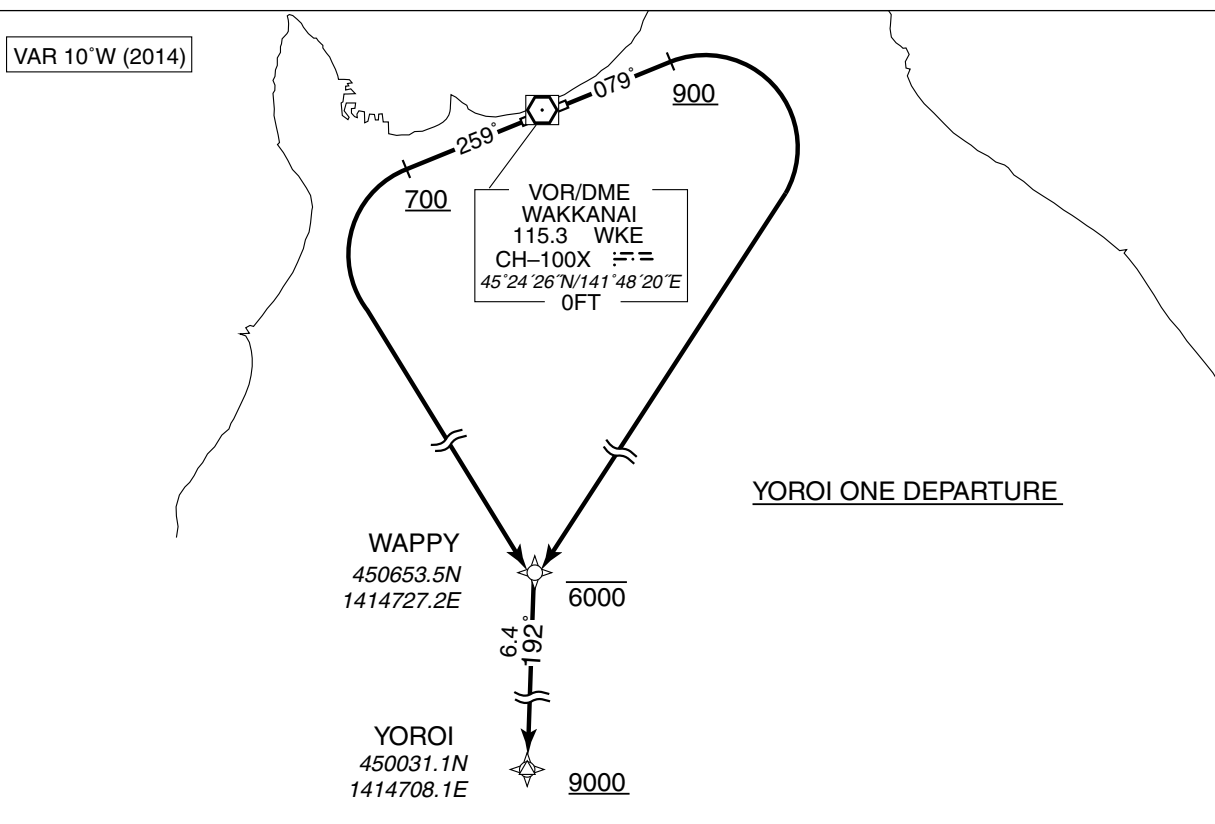 VAR 10˚W (2014)
079˚
900
259˚
700
VOR/DME
WAKKANAI
115.3 WKE
CH–100X
45˚24´26˝N/141˚48´20˝E
0FT
YOROI ONE DEPARTURE
WAPPY
450653.5N
1414727.2E
6000
6.4
192˚
YOROI
450031.1N
1414708.1E
9000